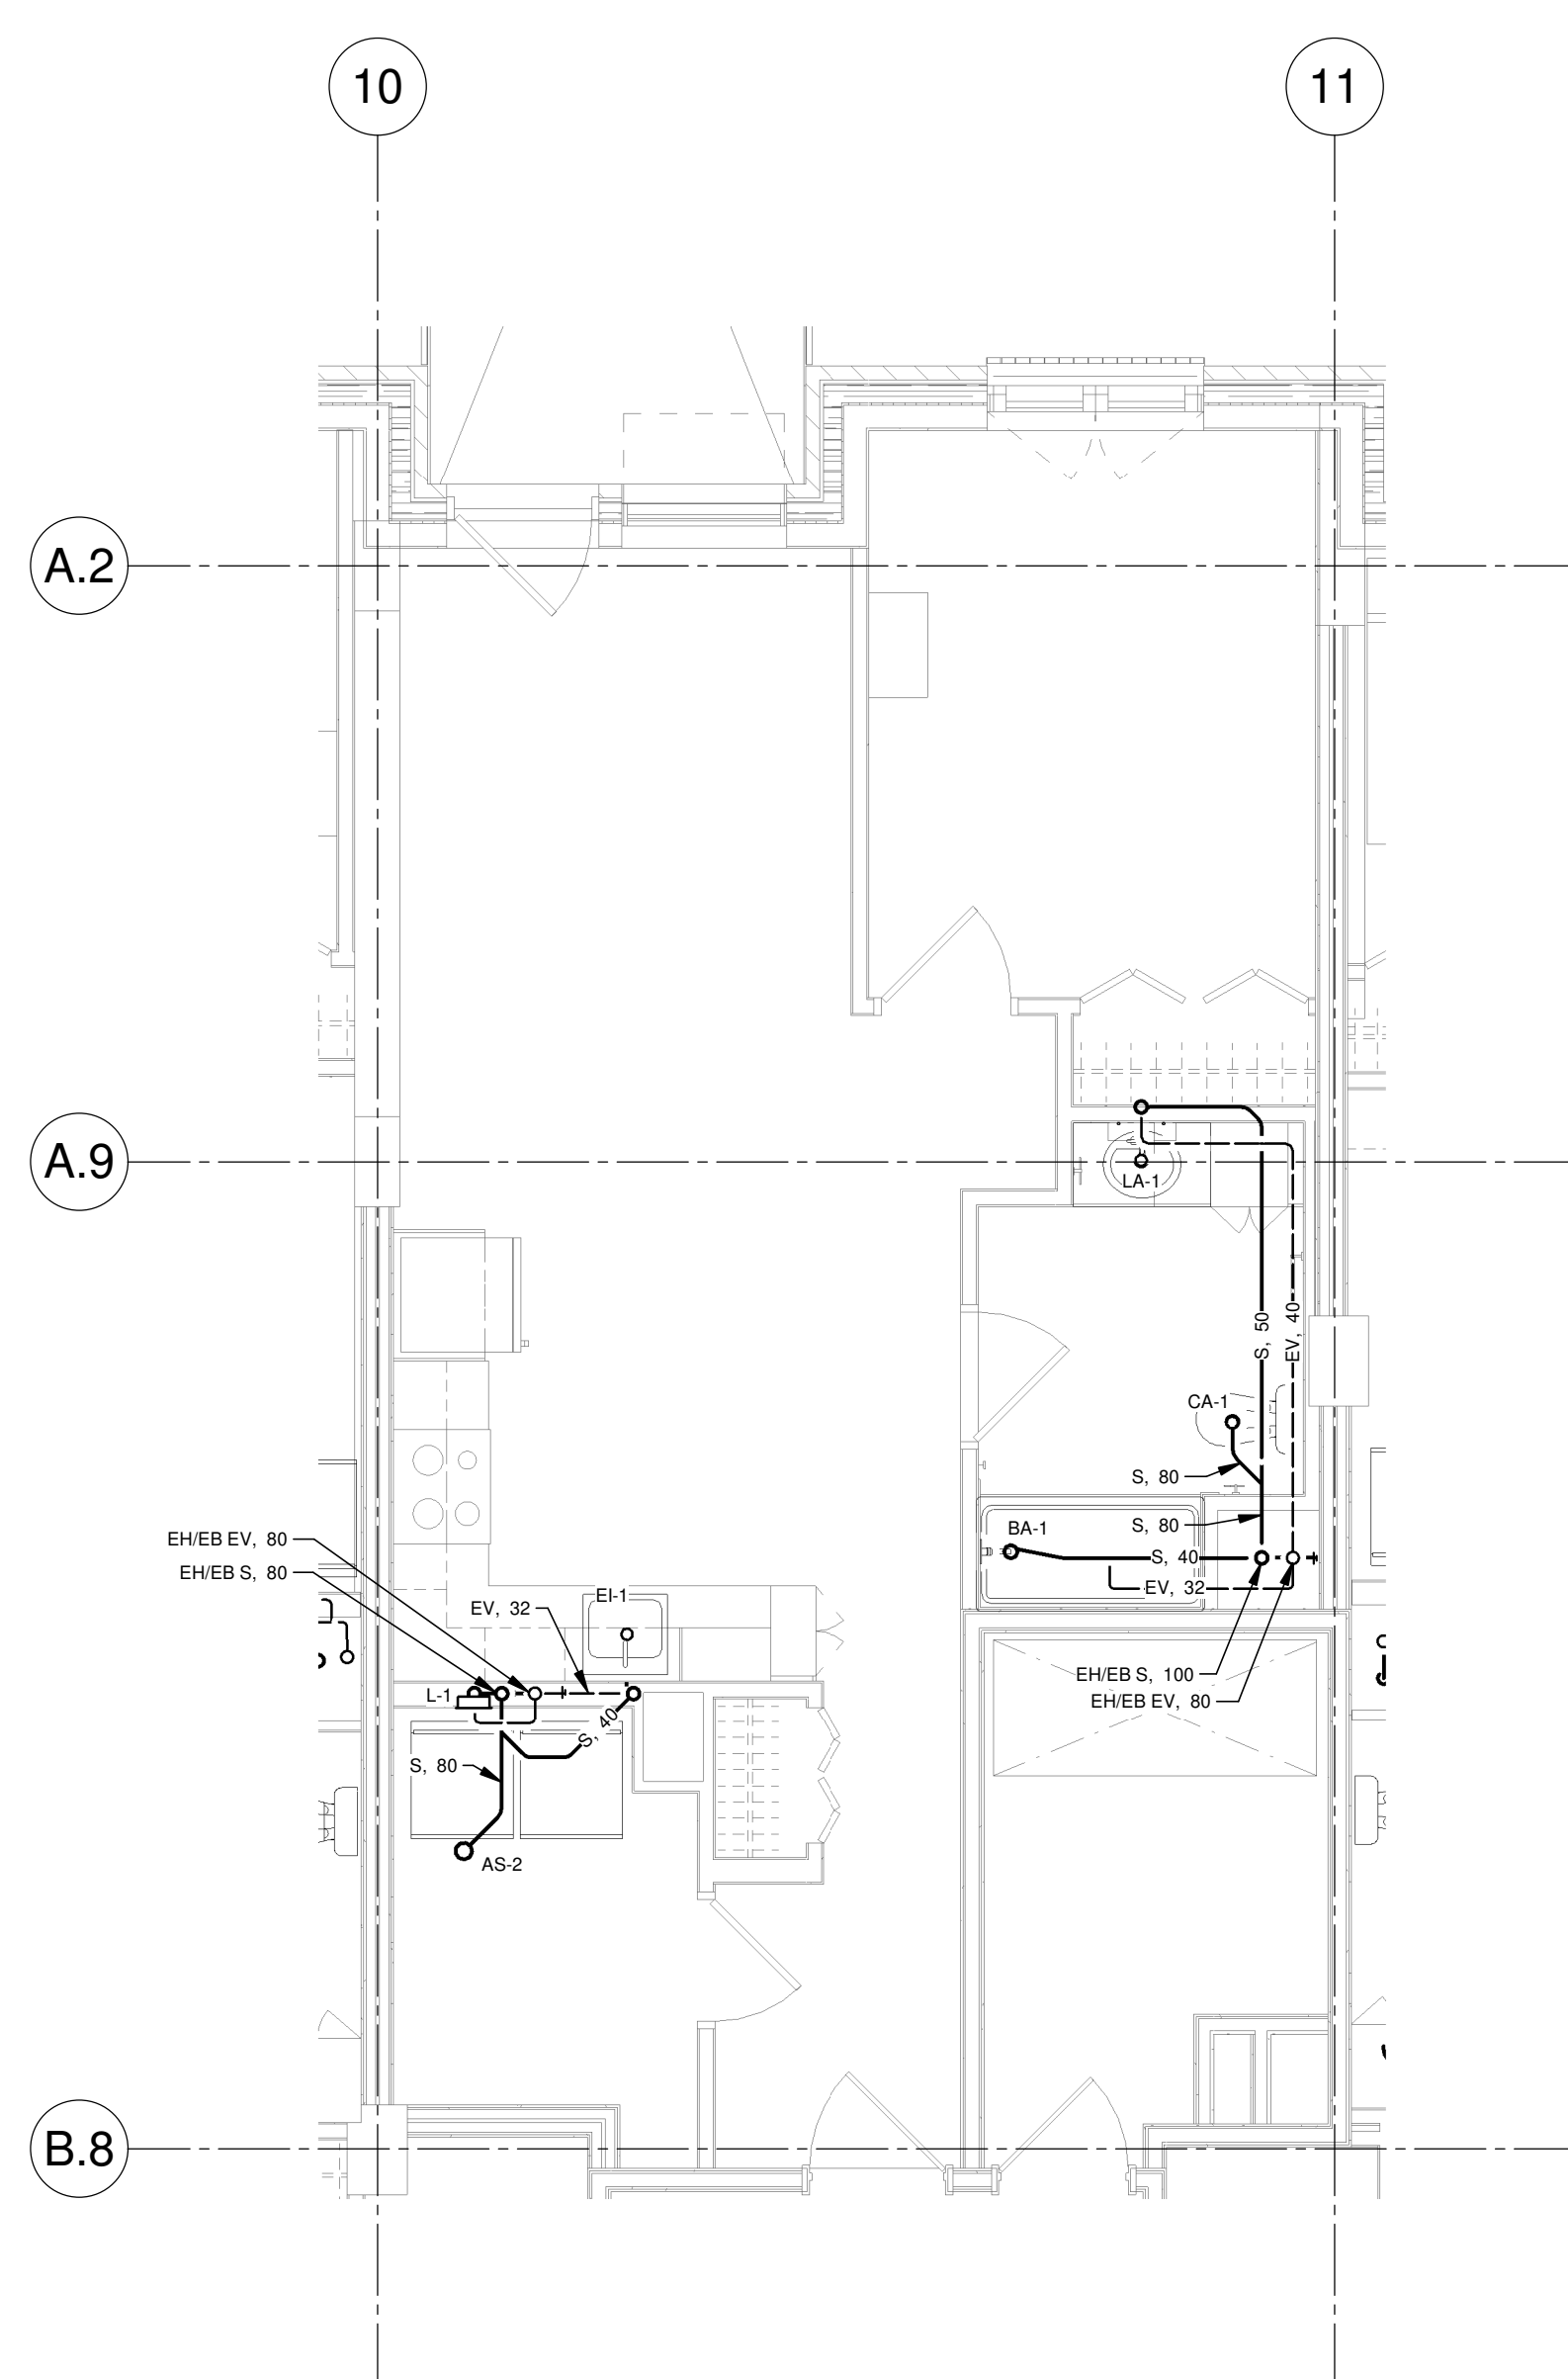 10
11
A.2
A.9
LA-1
S, 50
EV, 40
CA-1
S, 80
S, 80
BA-1
S, 40
EV, 32
EH/EB EV, 80
EH/EB S, 80
EI-1
EV, 32
L-1
S, 40
S, 80
AS-2
EH/EB S, 100
EH/EB EV, 80
B.8